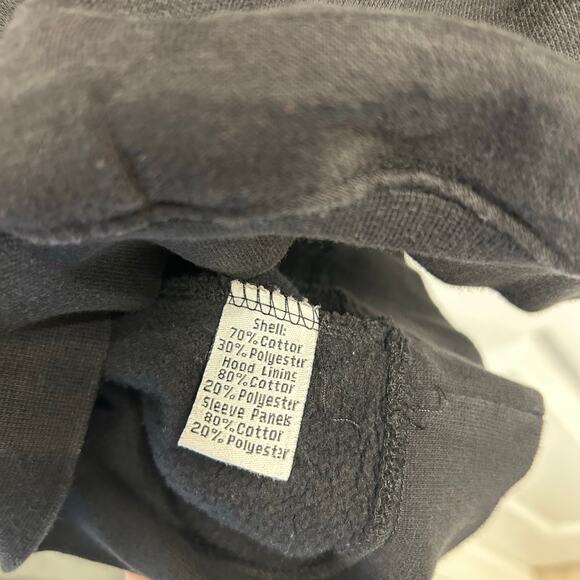 Shell:
70% Cotton
30% Polyester
Hood Lining
80% Cotton
20% Polyester
Sleeve Panels
80% Cotton
20% Polyester